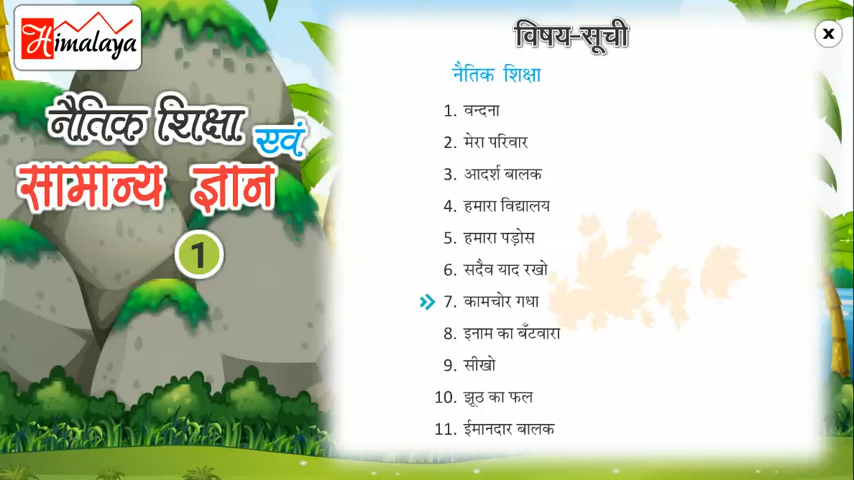 Himalaya
नैतिक शिक्षा
एवं
सामान्य ज्ञान
1
विषय-सूची
x
नैतिक शिक्षा
1. वन्दना
2. मेरा परिवार
3. आदर्श बालक
4. हमारा विद्यालय
5. हमारा पड़ोस
6. सदैव याद रखो
7. कामचोर गधा
8. इनाम का बँटवारा
9. सीखो
10. झूठ का फल
11. ईमानदार बालक